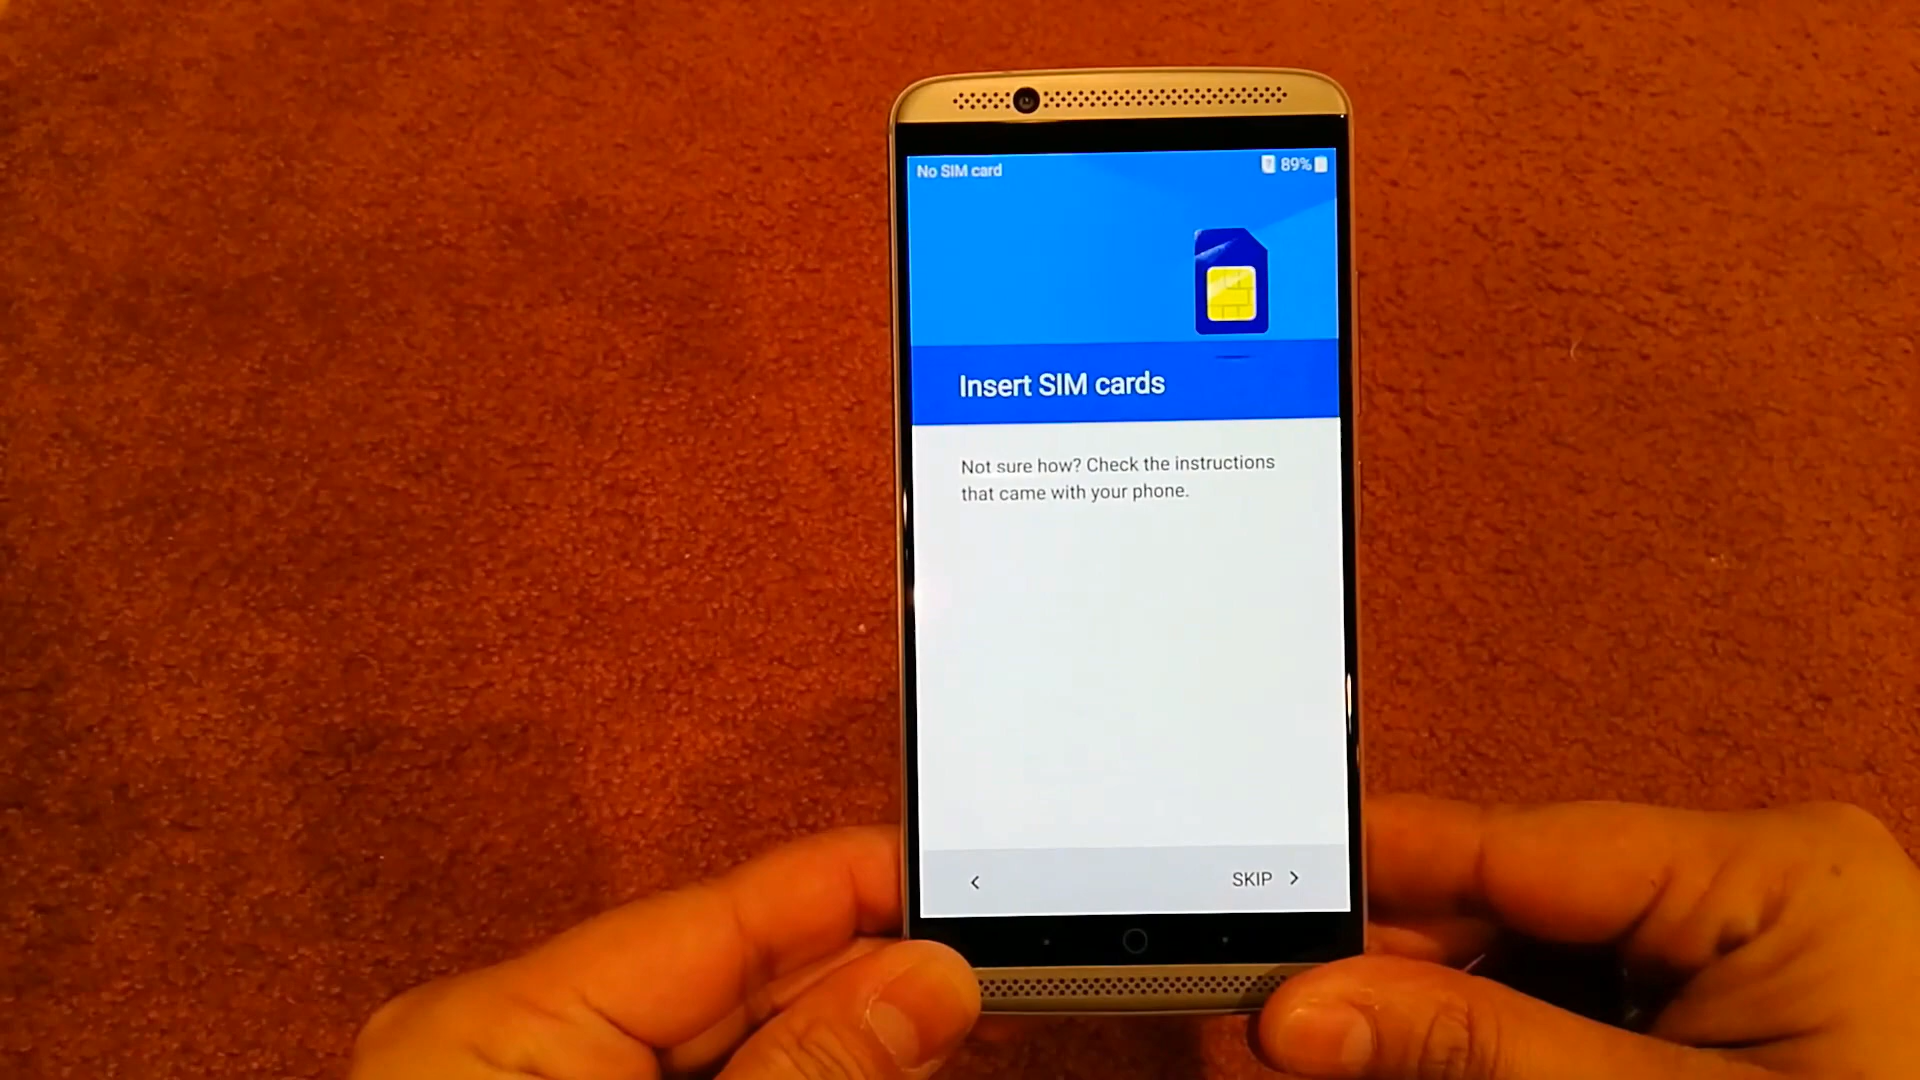 No SIM card
89%
Insert SIM cards
Not sure how? Check the instructions
that came with your phone.
SKIP